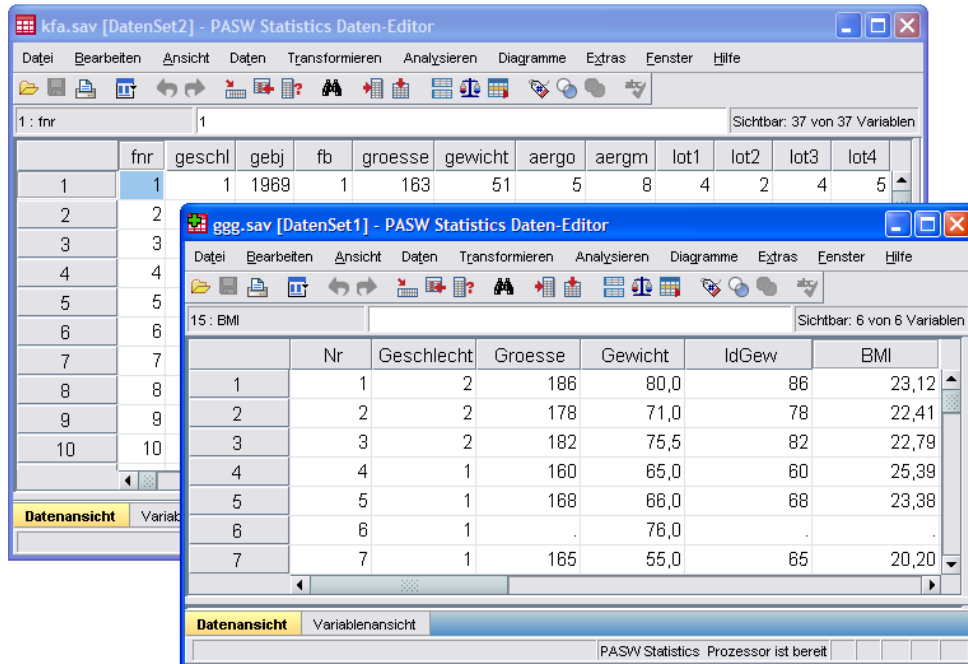 kfa.sav [DatenSet2] - PASW Statistics Daten-Editor
Datei Bearbeiten Ansicht Daten Transformieren Analysieren Diagramme Extras Fenster Hilfe
1 : fnr 1 Sichtbar: 37 von 37 Variablen
fnr geschl gebj fb groesse gewicht aergo aergm lot1 lot2 lot3 lot4
1 1 1 1969 1 163 51 5 8 4 2 4 5
2 2
3 3
4 4
5 5
6 6
7 7
8 8
9 9
10 10
Datenansicht
ggg.sav [DatenSet1] - PASW Statistics Daten-Editor
Datei Bearbeiten Ansicht Daten Transformieren Analysieren Diagramme Extras Fenster Hilfe
15 : BMI Sichtbar: 6 von 6 Variablen
Nr Geschlecht Groesse Gewicht IdGew BMI
1 1 2 186 80,0 86 23,12
2 2 2 178 71,0 78 22,41
3 3 2 182 75,5 82 22,79
4 4 1 160 65,0 60 25,39
5 5 1 168 66,0 68 23,38
6 6 1 . 76,0 . .
7 7 1 165 55,0 65 20,20
Datenansicht Variablenansicht
PASW Statistics Prozessor ist bereit